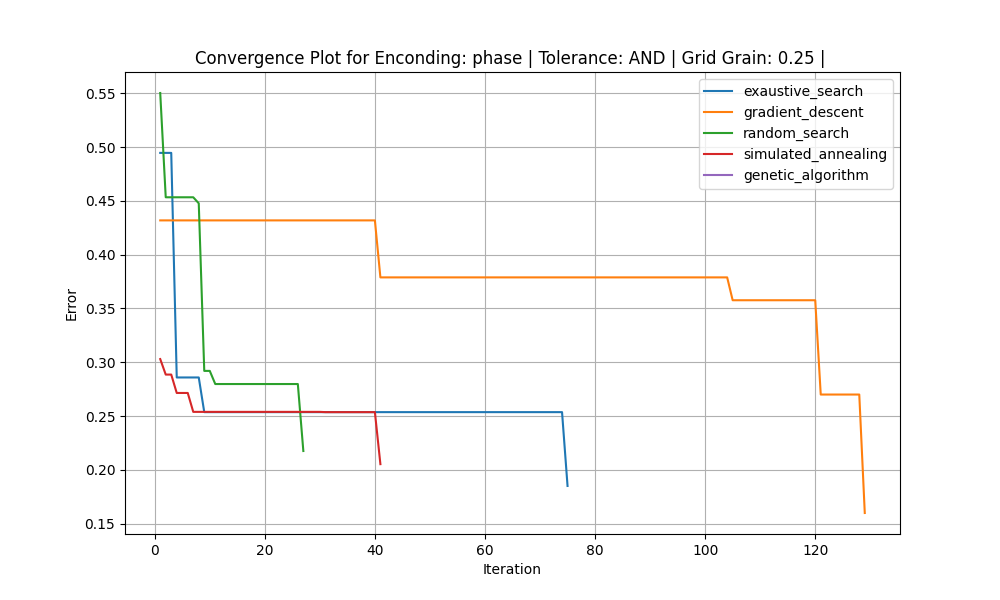 Convergence Plot for Enconding: phase | Tolerance: AND | Grid Grain: 0.25 |
exaustive_search
gradient_descent
random_search
simulated_annealing
genetic_algorithm
Error
0.55
0.50
0.45
0.40
0.35
0.30
0.25
0.20
0.15
0 20 40 60 80 100 120
Iteration